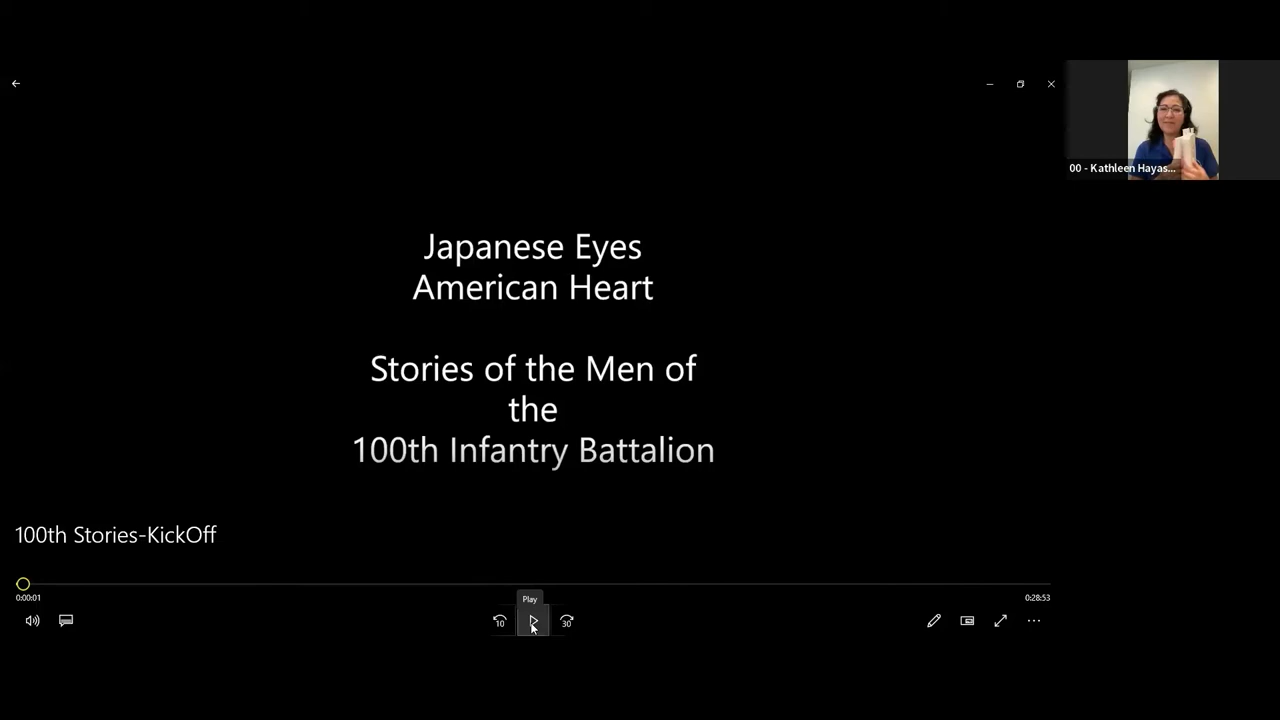 00 - Kathleen Hayas...
Japanese Eyes
American Heart
Stories of the Men of
the
100th Infantry Battalion
100th Stories-KickOff
0:00:01
Play
0:28:53
10
30